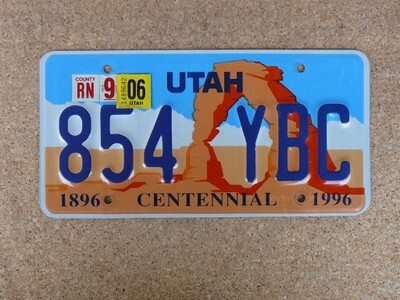 UTAH
COUNTY
RN 9 06
UTAH
854 YBC
1896 CENTENNIAL 1996